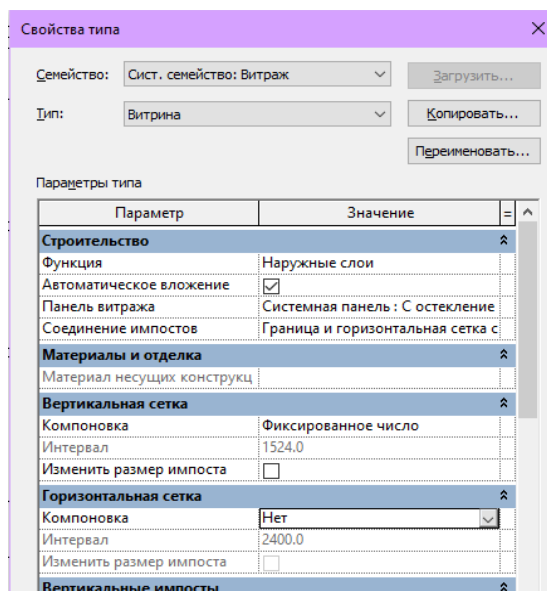 Свойства типа
Семейство: Сист. семейство: Витраж Загрузить...
Тип: Витрина Копировать...
Переименовать...
Параметры типа
Параметр Значение =
Строительство
Функция Наружные слои
Автоматическое вложение
Панель витража Системная панель : С остекление
Соединение импостов Граница и горизонтальная сетка с
Материалы и отделка
Материал несущих конструкц
Вертикальная сетка
Компоновка Фиксированное число
Интервал 1524.0
Изменить размер импоста
Горизонтальная сетка
Компоновка Нет
Интервал 2400.0
Изменить размер импоста
Вертикальные импосты